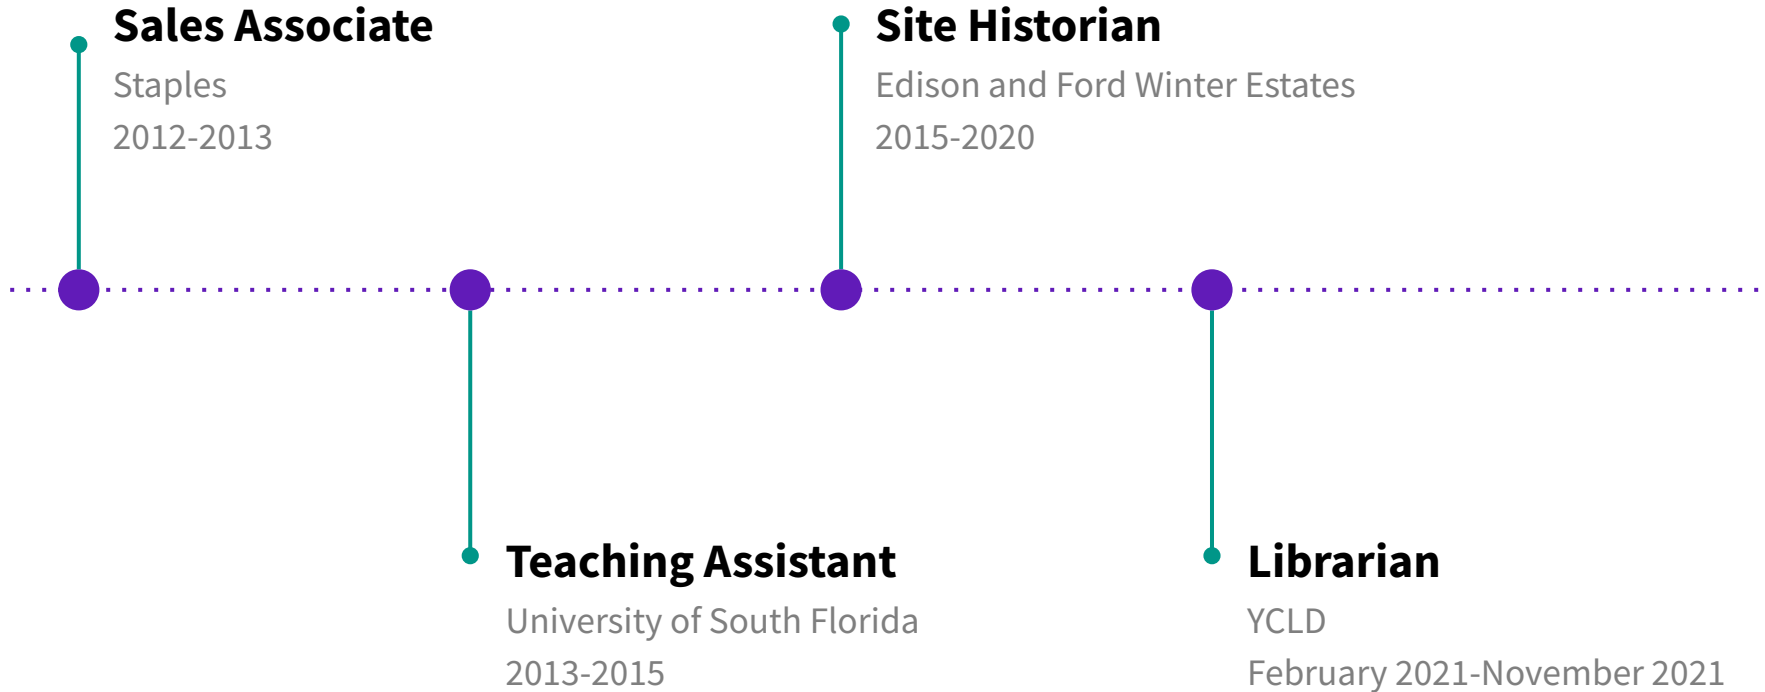 Sales Associate
Staples
2012-2013
Teaching Assistant
University of South Florida
2013-2015
Site Historian
Edison and Ford Winter Estates
2015-2020
Librarian
YCLD
February 2021-November 2021